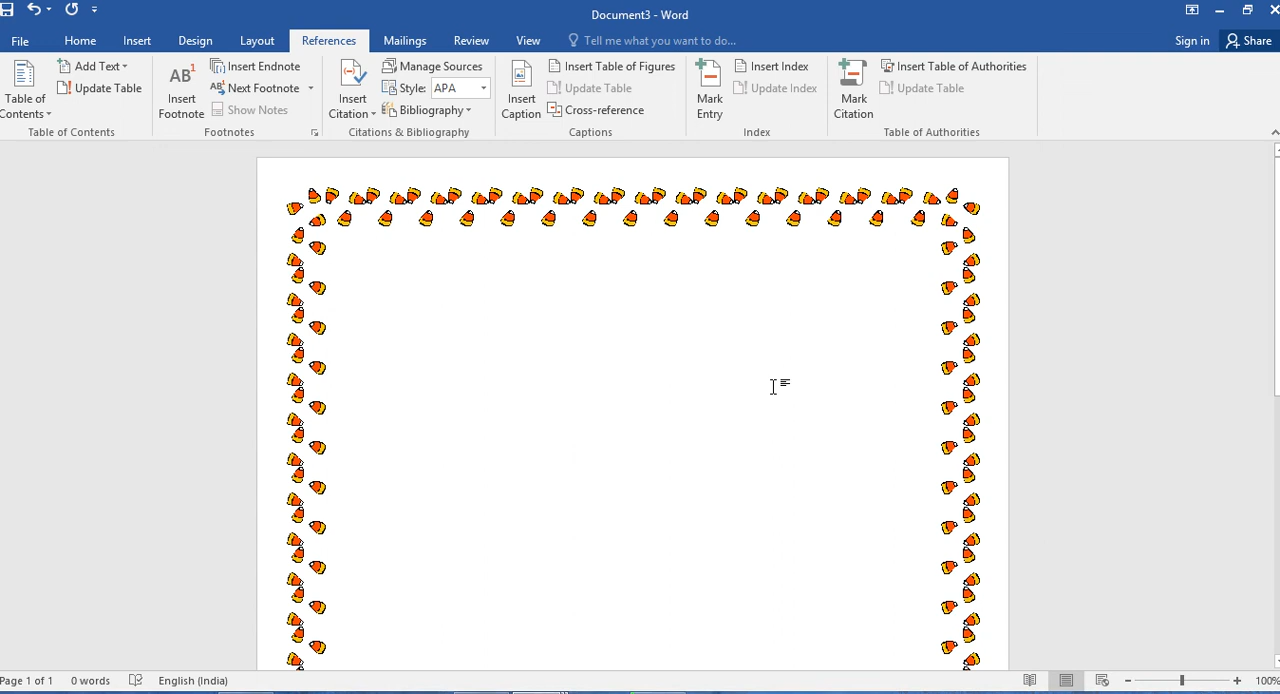 Document3 - Word
File Home Insert Design Layout References Mailings Review View Tell me what you want to do... Sign in Share
Table of Contents
Add Text
Update Table
Table of Contents
AB1
Insert Footnote
Insert Endnote
Next Footnote
Show Notes
Footnotes
Insert Citation
Manage Sources
Style: APA
Bibliography
Citations & Bibliography
Insert Caption
Insert Table of Figures
Update Table
Cross-reference
Captions
Mark Entry
Insert Index
Update Index
Index
Mark Citation
Insert Table of Authorities
Update Table
Table of Authorities
Page 1 of 1 0 words English (India) 100%